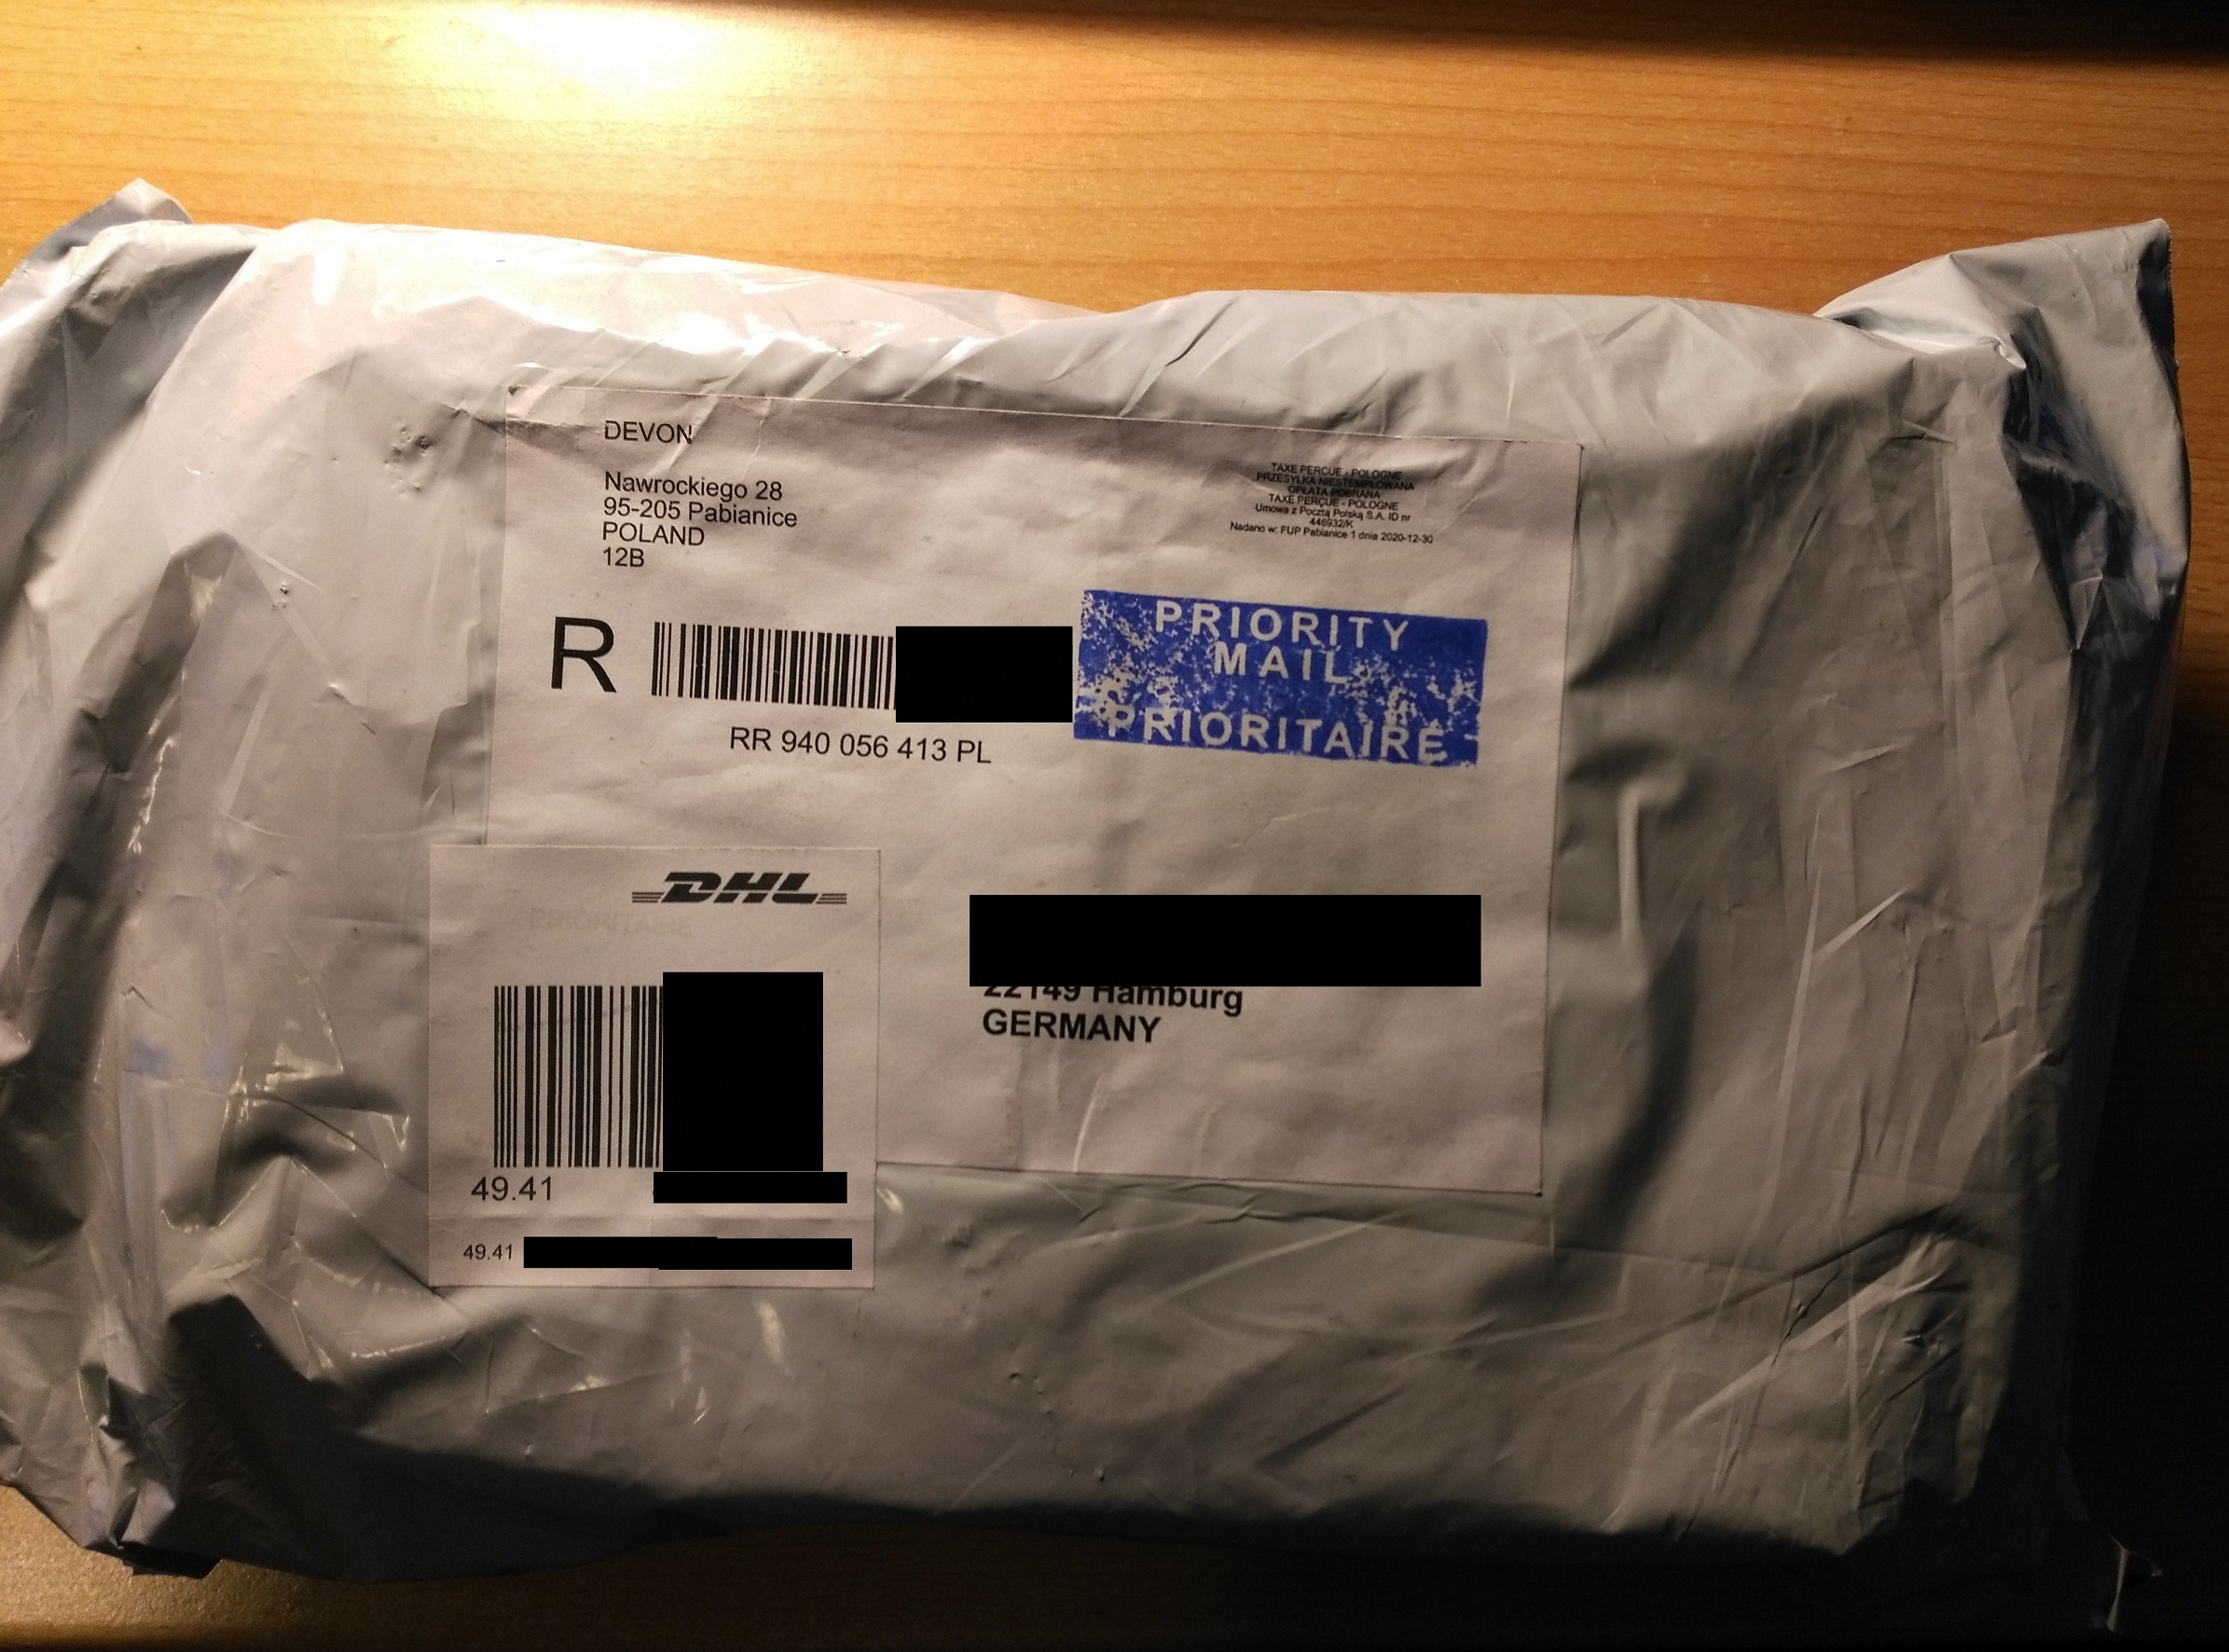 DEVON
Nawrockiego 28
95-205 Pabianice
POLAND
12B
TAXE PERCUE - POLOGNE
PRZESYŁKA NIESTEMPLOWANA
OPŁATA POBRANA
TAXE PERÇUE - POLOGNE
Umowa z Pocztą Polską S.A. ID nr
446932/K
Nadano w: FUP Pabianice 1 dnia 2020-12-30
R
RR 940 056 413 PL
PRIORITY
MAIL
PRIORITAIRE
DHL
PRIORITAIRE
49.41
49.41
22149 Hamburg
GERMANY